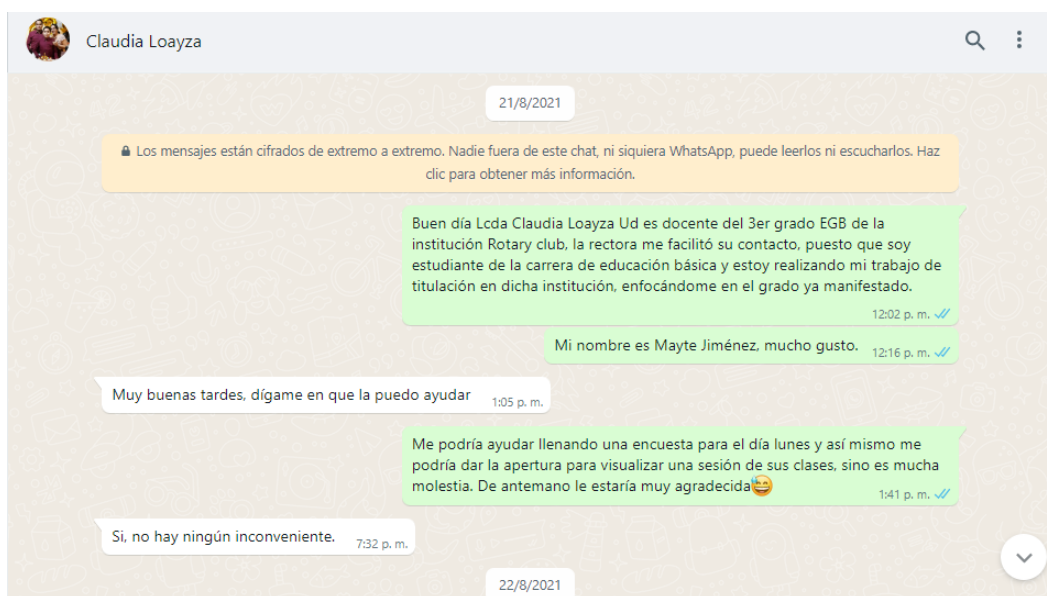 Claudia Loayza
21/8/2021
Los mensajes están cifrados de extremo a extremo. Nadie fuera de este chat, ni siquiera WhatsApp, puede leerlos ni escucharlos. Haz
clic para obtener más información.
Buen día Lcda Claudia Loayza Ud es docente del 3er grado EGB de la
institución Rotary club, la rectora me facilitó su contacto, puesto que soy
estudiante de la carrera de educación básica y estoy realizando mi trabajo de
titulación en dicha institución, enfocándome en el grado ya manifestado.
12:02 p. m.
Mi nombre es Mayte Jiménez, mucho gusto. 12:16 p. m.
Muy buenas tardes, dígame en que la puedo ayudar 1:05 p. m.
Me podría ayudar llenando una encuesta para el día lunes y así mismo me
podría dar la apertura para visualizar una sesión de sus clases, sino es mucha
molestia. De antemano le estaría muy agradecida😅 1:41 p. m.
Si, no hay ningún inconveniente. 7:32 p. m.
22/8/2021